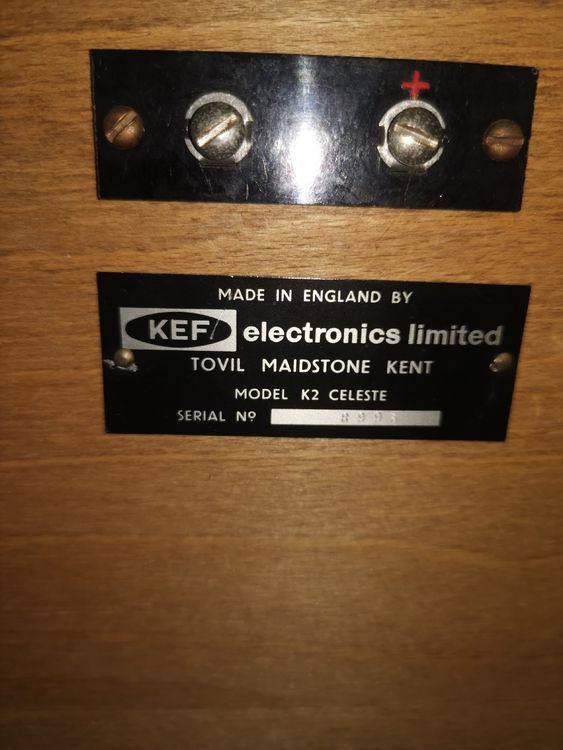 +
MADE IN ENGLAND BY
KEF electronics limited
TOVIL MAIDSTONE KENT
MODEL K2 CELESTE
SERIAL Nº